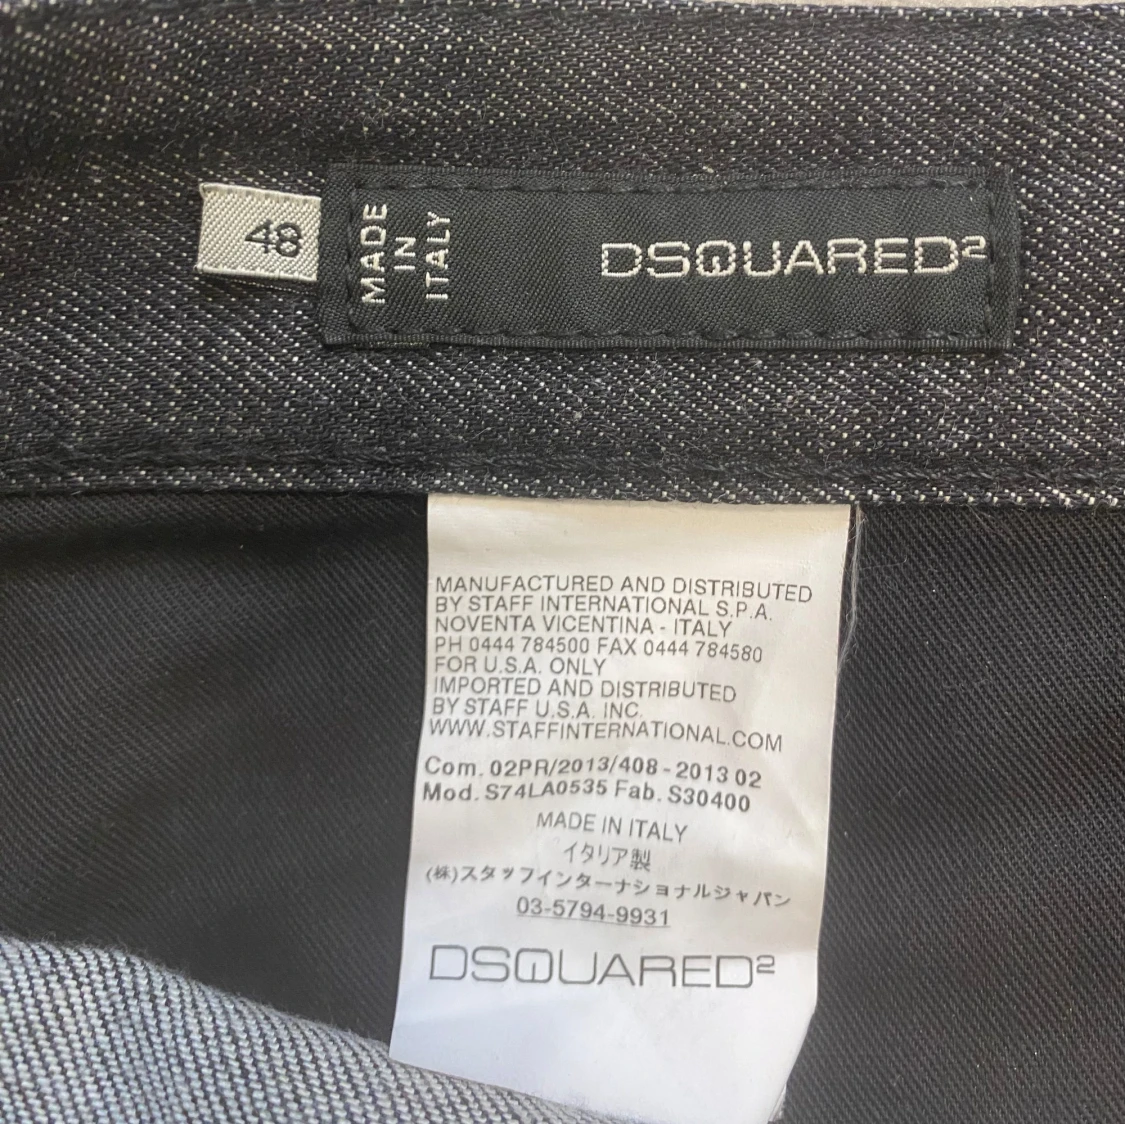 48
MADE
IN
ITALY
DSQUARED2
MANUFACTURED AND DISTRIBUTED
BY STAFF INTERNATIONAL S.P.A.
NOVENTA VICENTINA - ITALY
PH 0444 784500 FAX 0444 784580
FOR U.S.A. ONLY
IMPORTED AND DISTRIBUTED
BY STAFF U.S.A. INC.
WWW.STAFFINTERNATIONAL.COM
Com. 02PR/2013/408 - 2013 02
Mod. S74LA0535 Fab. S30400
MADE IN ITALY
イタリア製
(株)スタッフインターナショナルジャパン
03-5794-9931
DSQUARED2